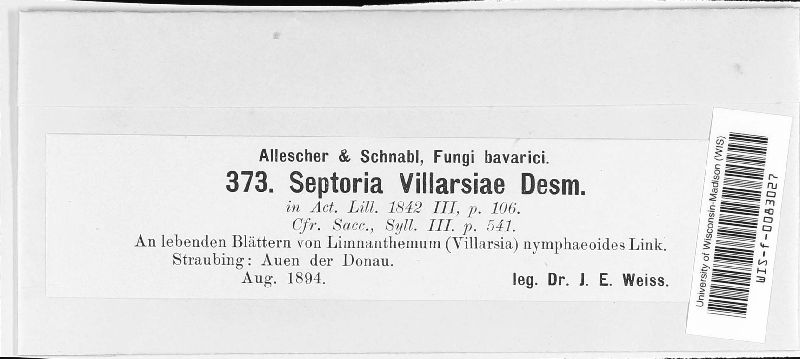 Allescher & Schnabl, Fungi bavarici.
373. Septoria Villarsiae Desm.
in Act. Lill. 1842 III, p. 106.
Cfr. Sacc., Syll. III. p. 541.
An lebenden Blättern von Limnanthemum (Villarsia) nymphaeoides Link.
Straubing: Auen der Donau.
Aug. 1894. leg. Dr. J. E. Weiss.
University of Wisconsin-Madison (WIS)
WIS-f-0083027